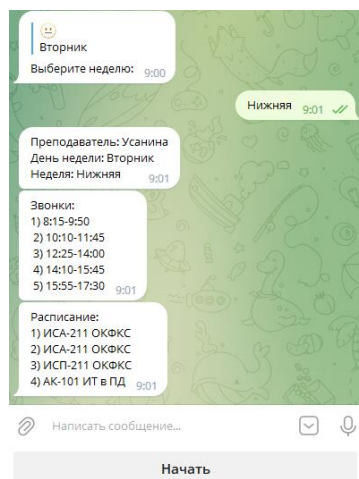 Вторник
Выберите неделю: 9:00
Нижняя 9:01
Преподаватель: Усанина
День недели: Вторник
Неделя: Нижняя 9:01
Звонки:
1) 8:15-9:50
2) 10:10-11:45
3) 12:25-14:00
4) 14:10-15:45
5) 15:55-17:30 9:01
Расписание:
1) ИСА-211 ОКФКС
2) ИСА-211 ОКФКС
3) ИСП-211 ОКФКС
4) АК-101 ИТ в ПД 9:01
Написать сообщение...
Начать